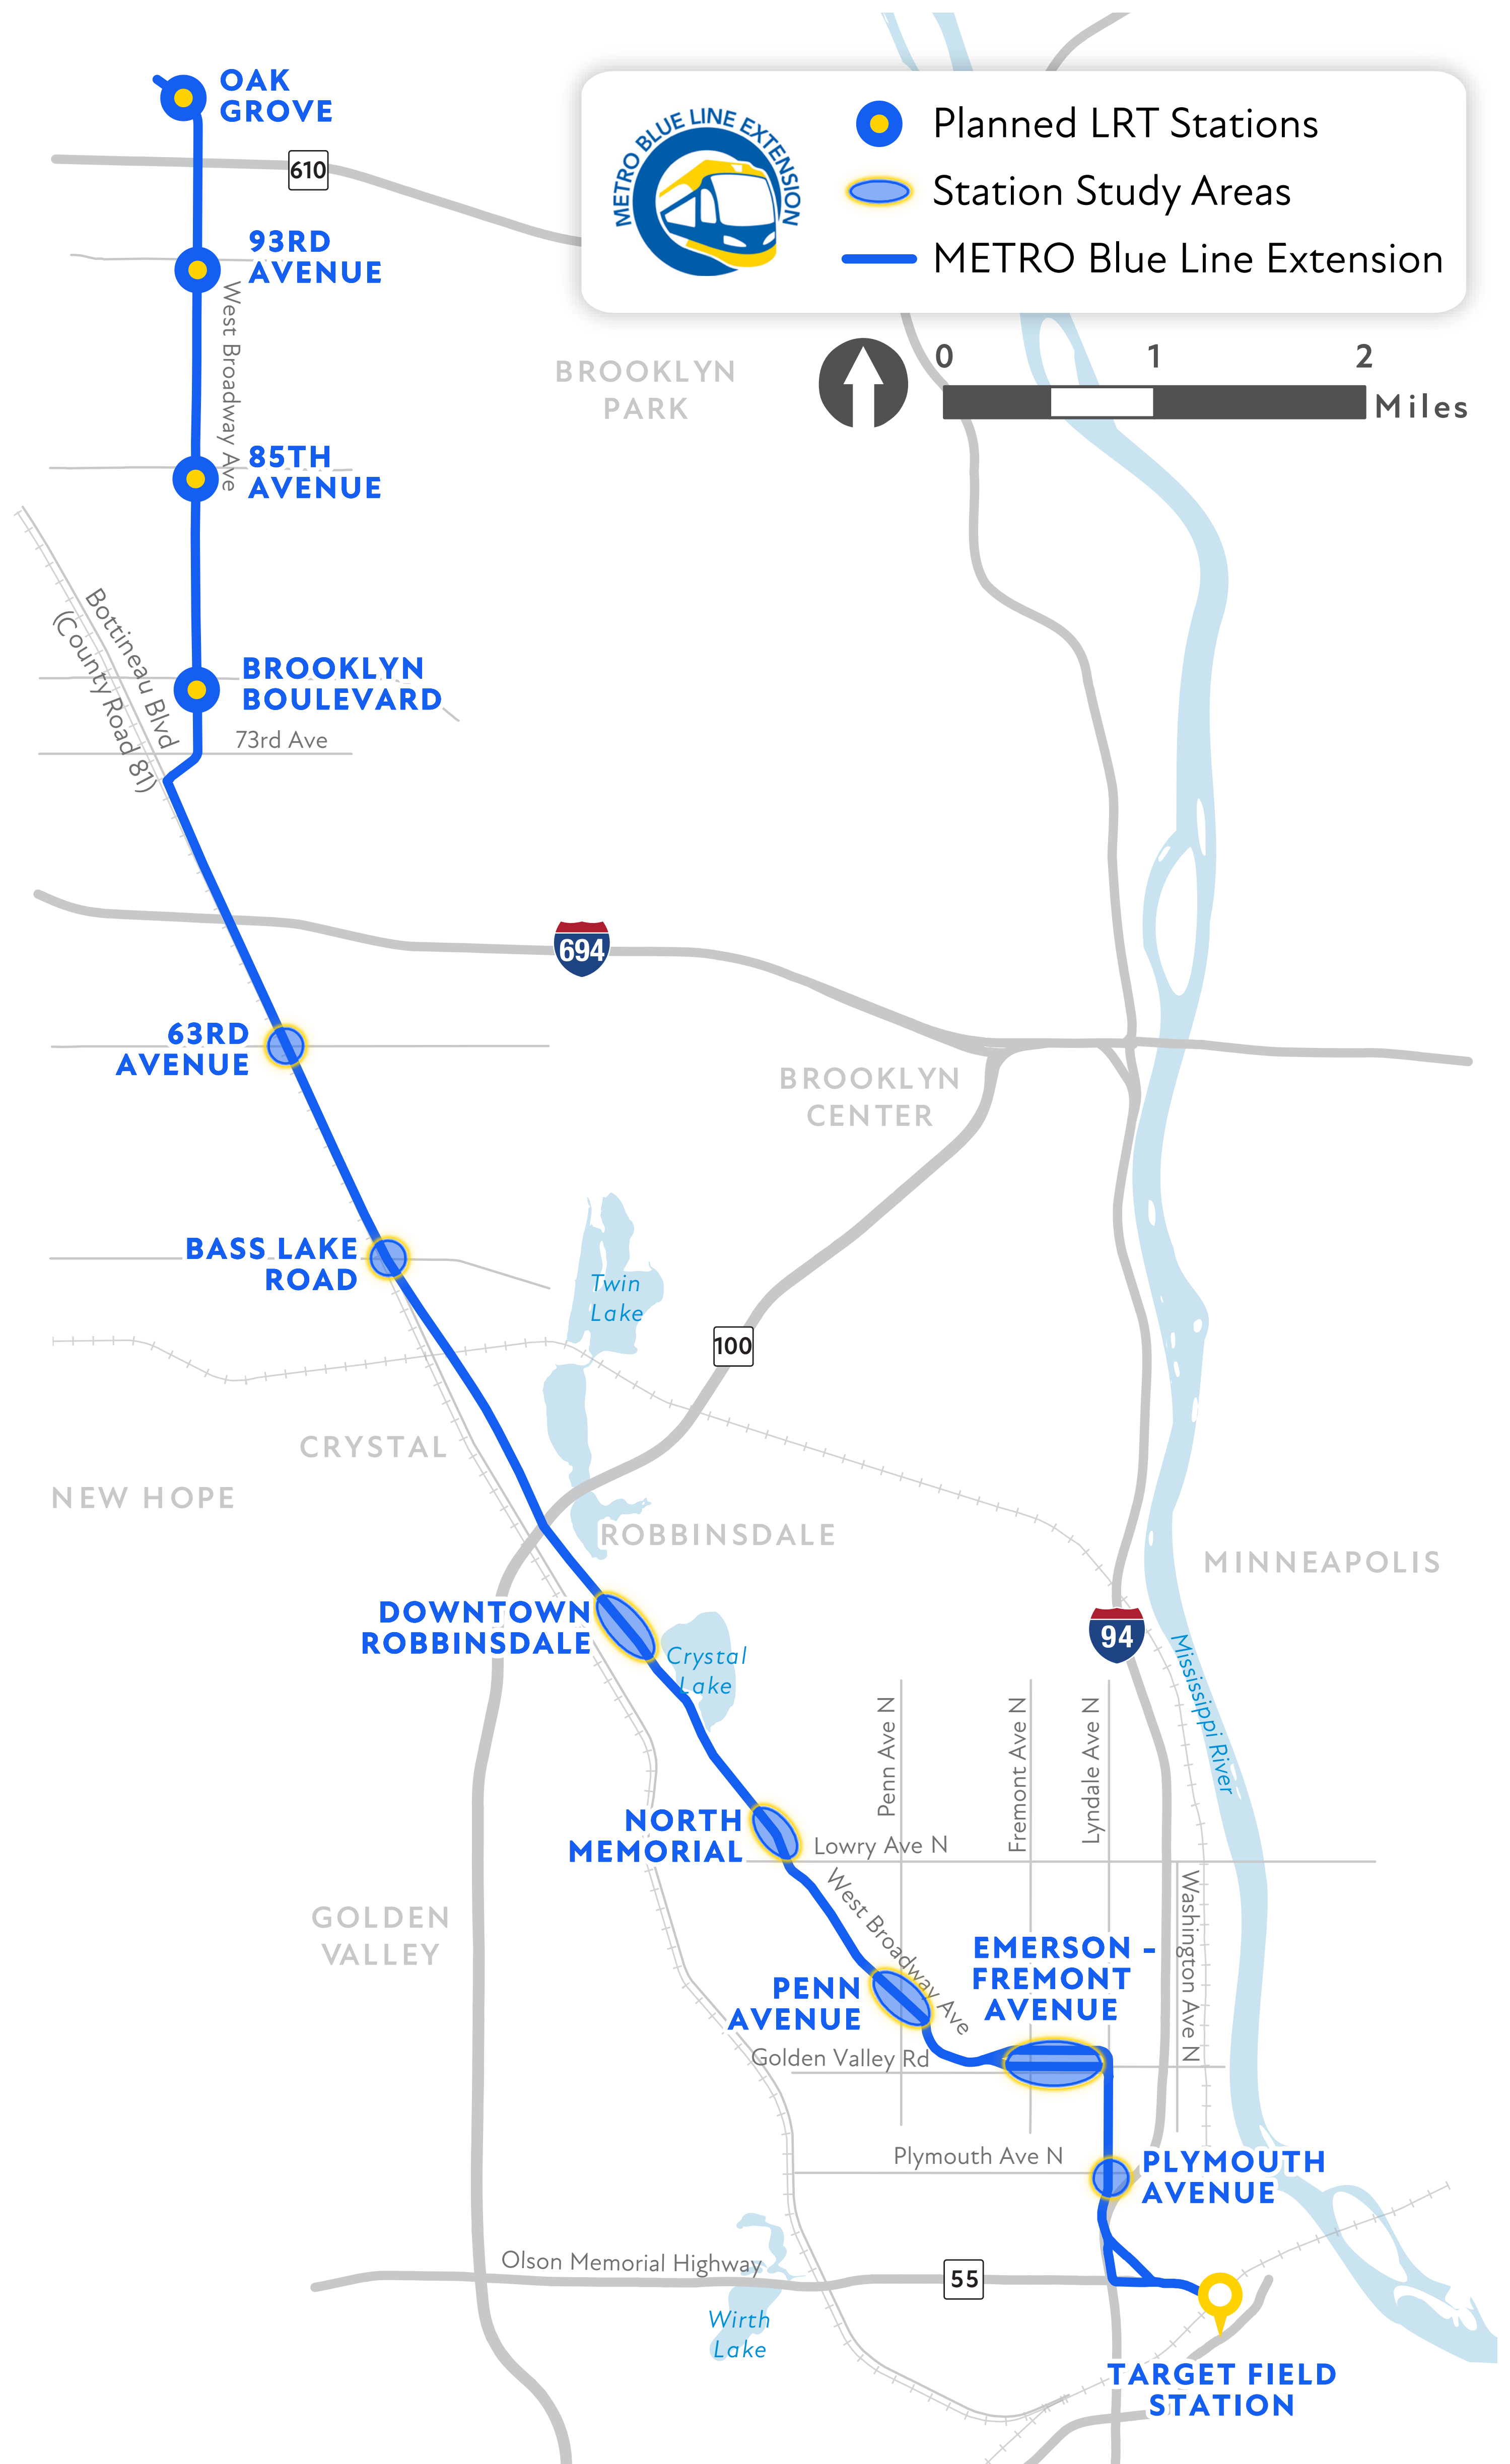 OAK
GROVE
610
METRO BLUE LINE EXTENSION
Planned LRT Stations
Station Study Areas
METRO Blue Line Extension
93RD
AVENUE
West Broadway Ave
BROOKLYN
PARK
0 1 2
Miles
85TH
AVENUE
Bottineau Blvd
(County Road 81)
BROOKLYN
BOULEVARD
73rd Ave
694
63RD
AVENUE
BROOKLYN
CENTER
BASS LAKE
ROAD
Twin
Lake
100
CRYSTAL
NEW HOPE
ROBBINSDALE
MINNEAPOLIS
DOWNTOWN
ROBBINSDALE
94
Crystal
Lake
Mississippi River
Penn Ave N
Fremont Ave N
Lyndale Ave N
NORTH
MEMORIAL
Lowry Ave N
West Broadway Ave
Washington Ave N
GOLDEN
VALLEY
EMERSON -
FREMONT
AVENUE
PENN
AVENUE
Golden Valley Rd
Plymouth Ave N
PLYMOUTH
AVENUE
Olson Memorial Highway
55
Wirth
Lake
TARGET FIELD
STATION